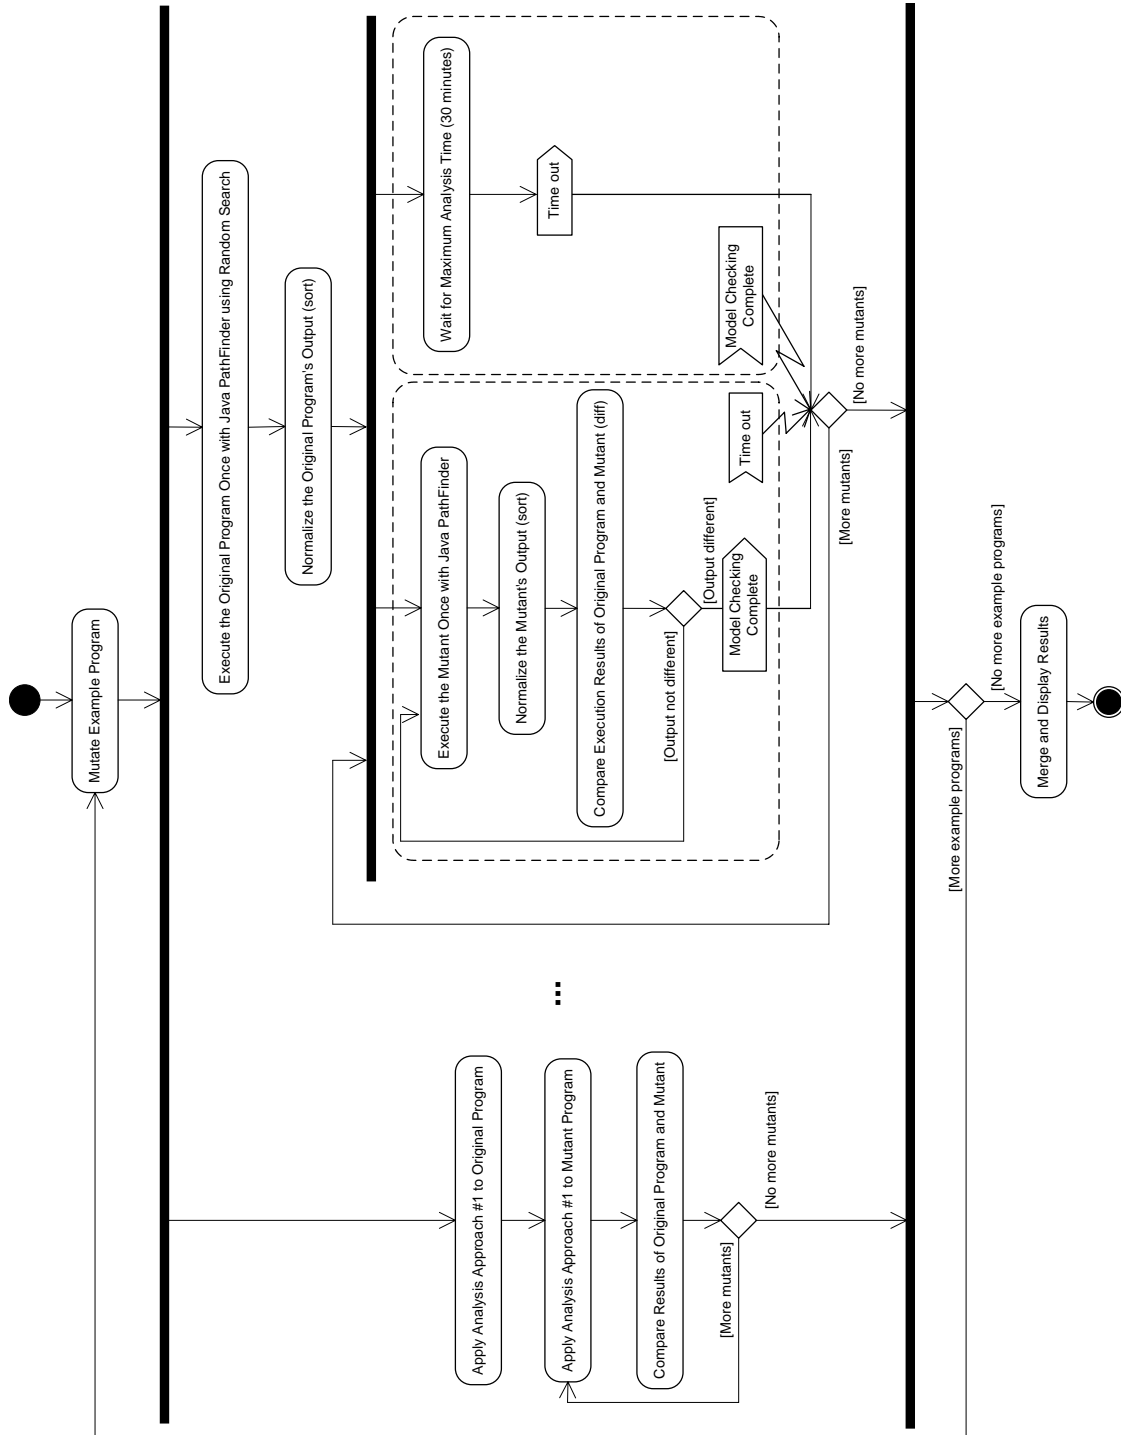 Mutate Example Program
Execute the Original Program Once with Java PathFinder using Random Search
Normalize the Original Program's Output (sort)
Wait for Maximum Analysis Time (30 minutes)
Time out
Model Checking
Complete
Execute the Mutant Once with Java PathFinder
Normalize the Mutant's Output (sort)
Compare Execution Results of Original Program and Mutant (diff)
[Output not different]
[Output different]
Model Checking
Complete
Time out
[More mutants]
[No more mutants]
...
Apply Analysis Approach #1 to Original Program
Apply Analysis Approach #1 to Mutant Program
Compare Results of Original Program and Mutant
[More mutants]
[No more mutants]
[More example programs]
[No more example programs]
Merge and Display Results